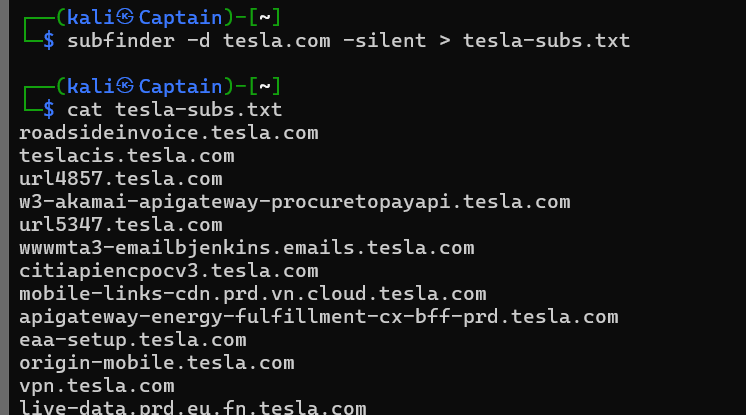 (kali㉿Captain)-[~]
$ subfinder -d tesla.com -silent > tesla-subs.txt
(kali㉿Captain)-[~]
$ cat tesla-subs.txt
roadsideinvoice.tesla.com
teslacis.tesla.com
url4857.tesla.com
w3-akamai-apigateway-procuretopayapi.tesla.com
url5347.tesla.com
wwwmta3-emailbjenkins.emails.tesla.com
citiapiencpocv3.tesla.com
mobile-links-cdn.prd.vn.cloud.tesla.com
apigateway-energy-fulfillment-cx-bff-prd.tesla.com
eaa-setup.tesla.com
origin-mobile.tesla.com
vpn.tesla.com
live-data.prd.eu.fn.tesla.com